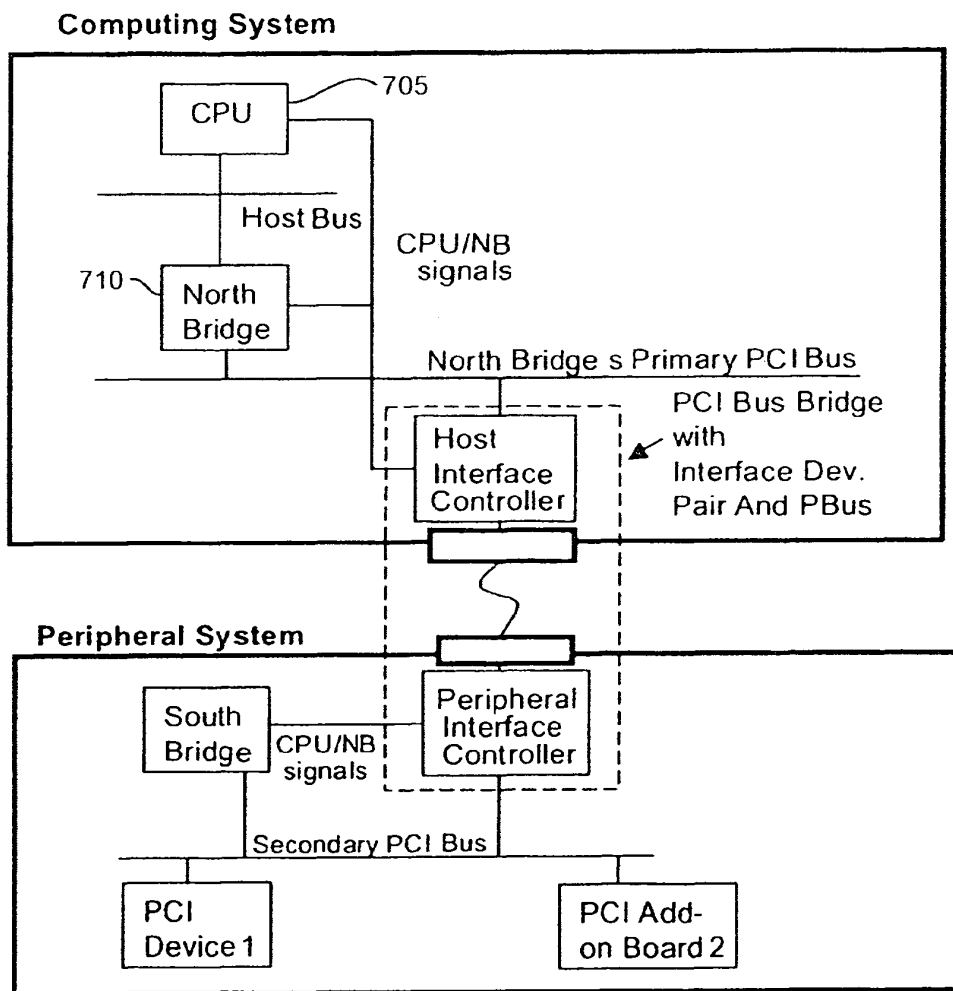 Computing System
705
CPU
Host Bus
CPU/NB
signals
710
North
Bridge
North Bridge s Primary PCI Bus
PCI Bus Bridge
with
Interface Dev.
Pair And PBus
Host
Interface
Controller
Peripheral System
Peripheral
Interface
Controller
South
Bridge
CPU/NB
signals
Secondary PCI Bus
PCI
Device 1
PCI Add-
on Board 2